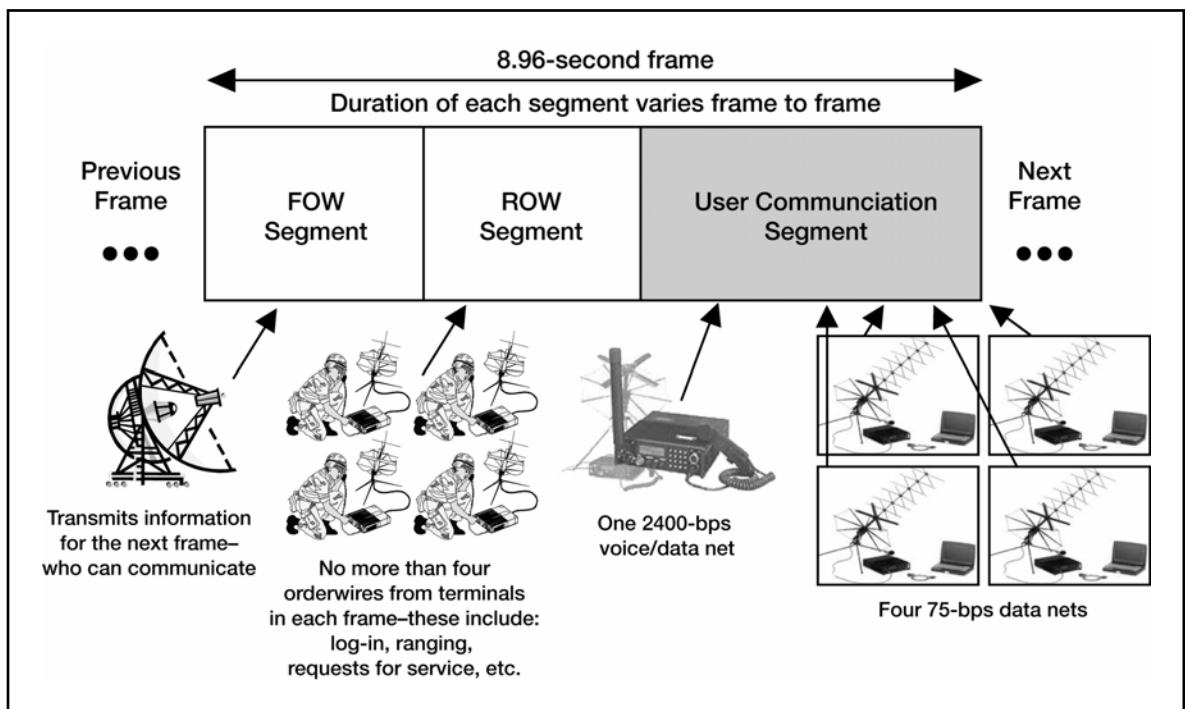 8.96-second frame
Duration of each segment varies frame to frame
Previous
Frame
FOW
Segment
ROW
Segment
User Communciation
Segment
Next
Frame
Transmits information
for the next frame–
who can communicate
No more than four
orderwires from terminals
in each frame–these include:
log-in, ranging,
requests for service, etc.
One 2400-bps
voice/data net
Four 75-bps data nets